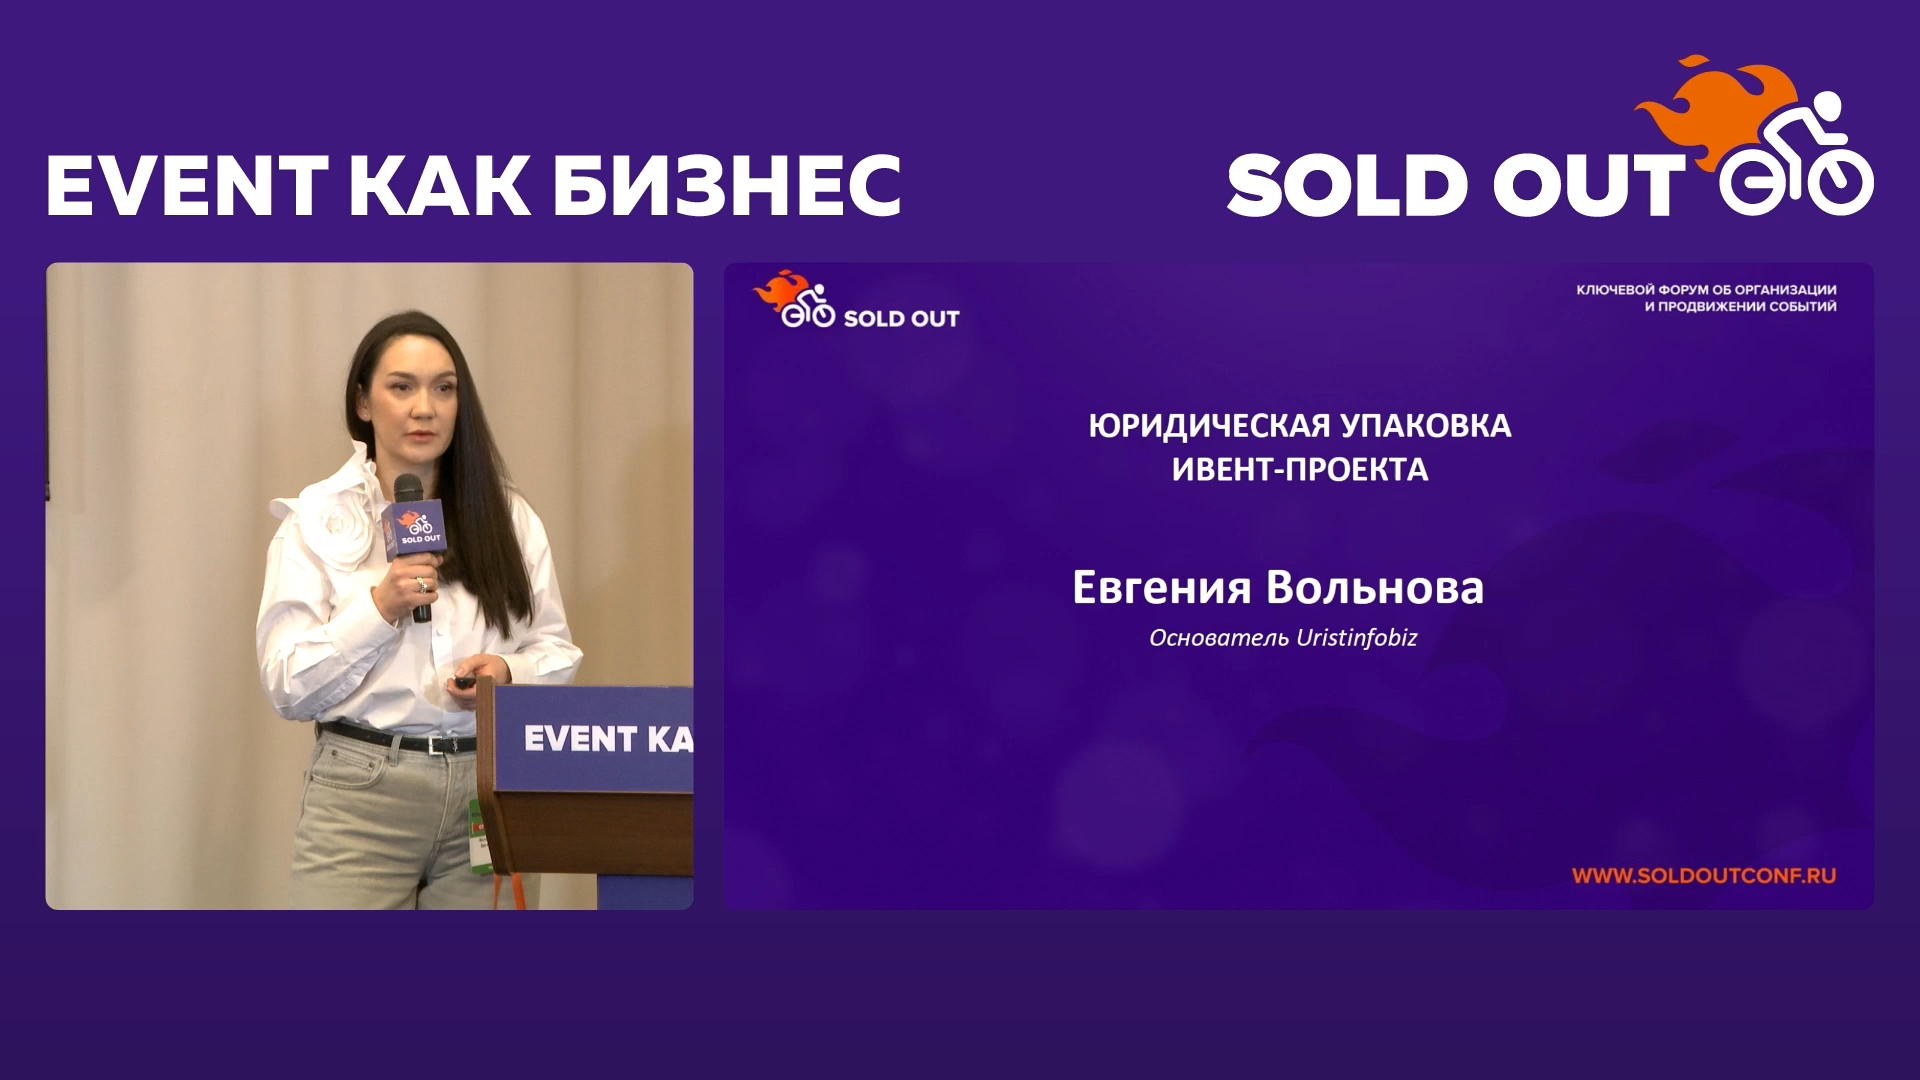 EVENT КАК БИЗНЕС
SOLD OUT
SOLD OUT
EVENT КА
SOLD OUT
КЛЮЧЕВОЙ ФОРУМ ОБ ОРГАНИЗАЦИИ
И ПРОДВИЖЕНИИ СОБЫТИЙ
ЮРИДИЧЕСКАЯ УПАКОВКА
ИВЕНТ-ПРОЕКТА
Евгения Вольнова
Основатель Uristinfobiz
WWW.SOLDOUTCONF.RU